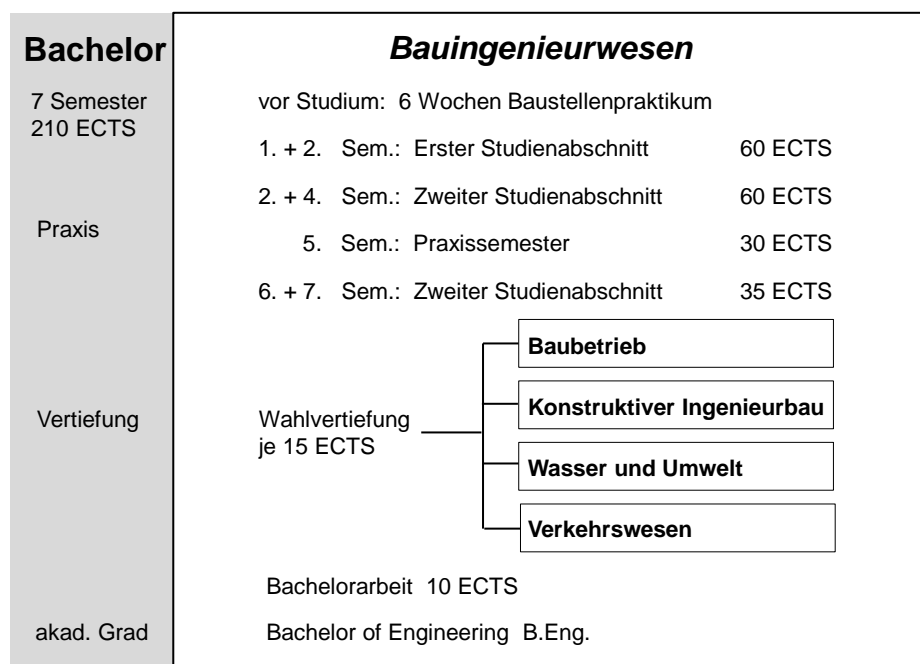 Bachelor
Bauingenieurwesen
7 Semester
210 ECTS
vor Studium: 6 Wochen Baustellenpraktikum
1. + 2. Sem.: Erster Studienabschnitt 60 ECTS
2. + 4. Sem.: Zweiter Studienabschnitt 60 ECTS
Praxis
5. Sem.: Praxissemester 30 ECTS
6. + 7. Sem.: Zweiter Studienabschnitt 35 ECTS
Vertiefung
Wahlvertiefung
je 15 ECTS
Baubetrieb
Konstruktiver Ingenieurbau
Wasser und Umwelt
Verkehrswesen
Bachelorarbeit 10 ECTS
akad. Grad
Bachelor of Engineering B.Eng.